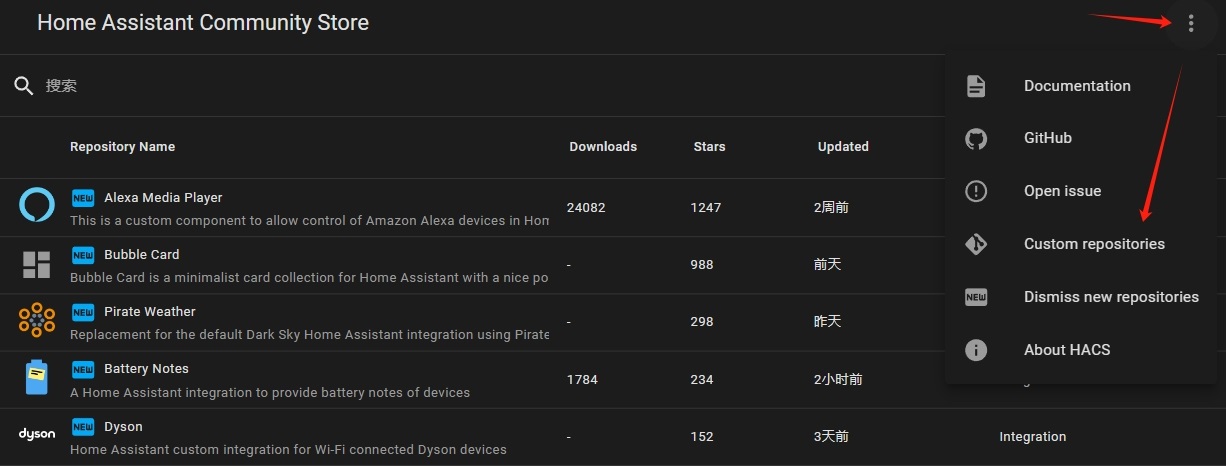 Home Assistant Community Store
搜索
Documentation
GitHub
Open issue
Custom repositories
Dismiss new repositories
About HACS
Repository Name Downloads Stars Updated
NEW Alexa Media Player
This is a custom component to allow control of Amazon Alexa devices in Hom
24082 1247 2周前
NEW Bubble Card
Bubble Card is a minimalist card collection for Home Assistant with a nice po
- 988 前天
NEW Pirate Weather
Replacement for the default Dark Sky Home Assistant integration using Pirate
- 298 昨天
NEW Battery Notes
A Home Assistant integration to provide battery notes of devices
1784 234 2小时前
dyson
NEW Dyson
Home Assistant custom integration for Wi-Fi connected Dyson devices
- 152 3天前 Integration